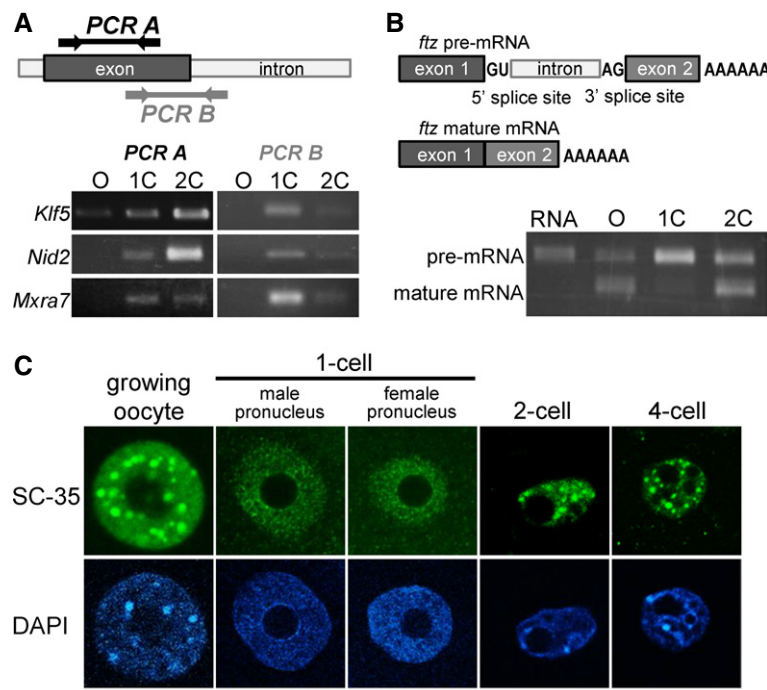 A
PCR A
exon intron
PCR B
PCR A PCR B
O 1C 2C O 1C 2C
Klf5
Nid2
Mxra7
B
ftz pre-mRNA
exon 1 GU intron AG exon 2 AAAAAA
5' splice site 3' splice site
ftz mature mRNA
exon 1 exon 2 AAAAAA
RNA O 1C 2C
pre-mRNA
mature mRNA
C
1-cell
growing oocyte
male pronucleus
female pronucleus
2-cell 4-cell
SC-35
DAPI